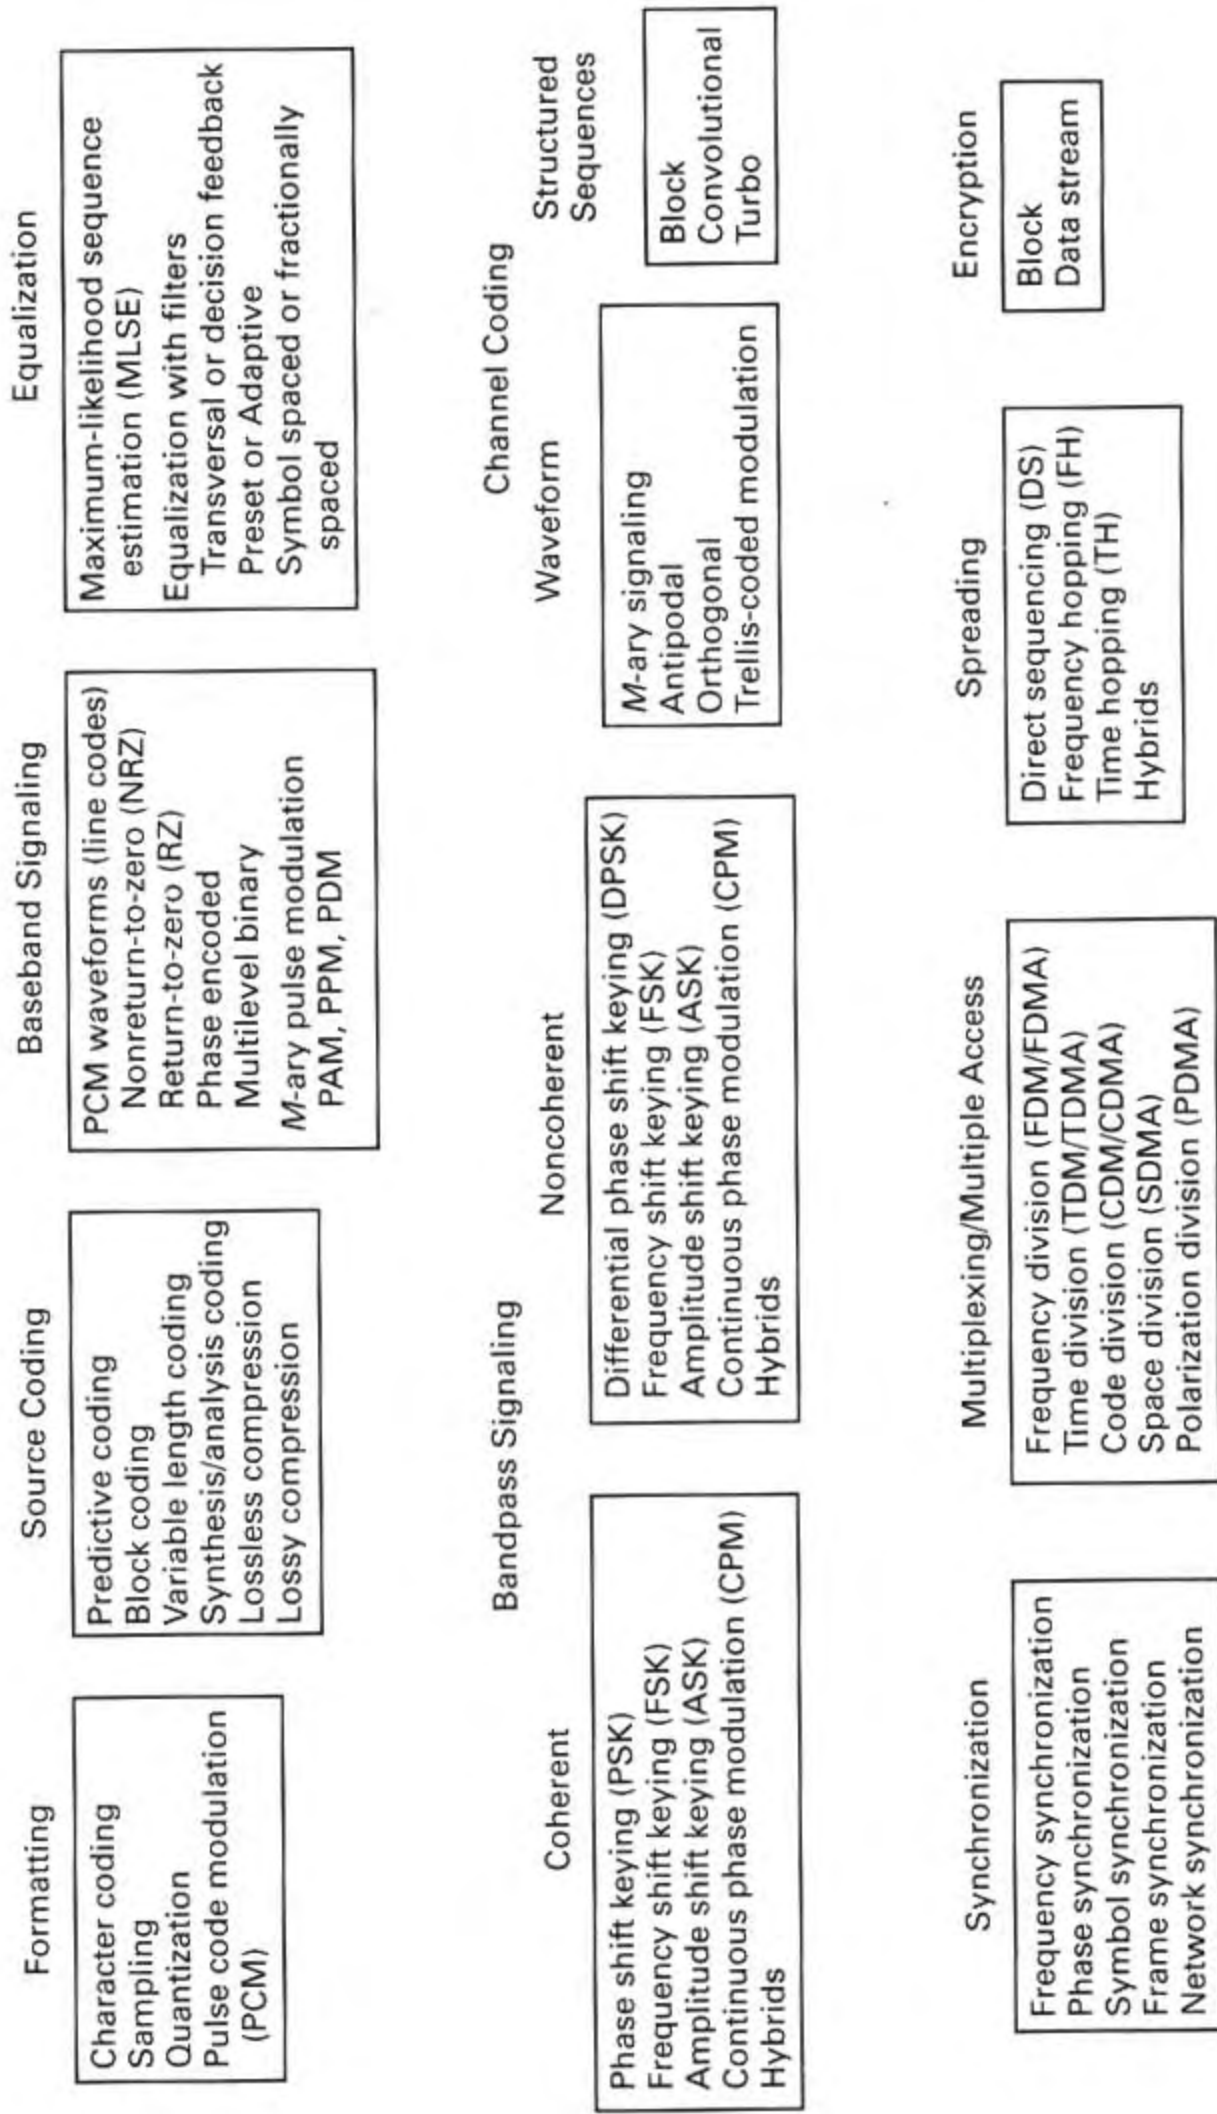 Formatting
Character coding
Sampling
Quantization
Pulse code modulation
(PCM)
Source Coding
Predictive coding
Block coding
Variable length coding
Synthesis/analysis coding
Lossless compression
Lossy compression
Baseband Signaling
PCM waveforms (line codes)
Nonreturn-to-zero (NRZ)
Return-to-zero (RZ)
Phase encoded
Multilevel binary
M-ary pulse modulation
PAM, PPM, PDM
Equalization
Maximum-likelihood sequence
estimation (MLSE)
Equalization with filters
Transversal or decision feedback
Preset or Adaptive
Symbol spaced or fractionally
spaced
Bandpass Signaling
Coherent
Phase shift keying (PSK)
Frequency shift keying (FSK)
Amplitude shift keying (ASK)
Continuous phase modulation (CPM)
Hybrids
Noncoherent
Differential phase shift keying (DPSK)
Frequency shift keying (FSK)
Amplitude shift keying (ASK)
Continuous phase modulation (CPM)
Hybrids
Channel Coding
Waveform
M-ary signaling
Antipodal
Orthogonal
Trellis-coded modulation
Structured
Sequences
Block
Convolutional
Turbo
Synchronization
Frequency synchronization
Phase synchronization
Symbol synchronization
Frame synchronization
Network synchronization
Multiplexing/Multiple Access
Frequency division (FDM/FDMA)
Time division (TDM/TDMA)
Code division (CDM/CDMA)
Space division (SDMA)
Polarization division (PDMA)
Spreading
Direct sequencing (DS)
Frequency hopping (FH)
Time hopping (TH)
Hybrids
Encryption
Block
Data stream